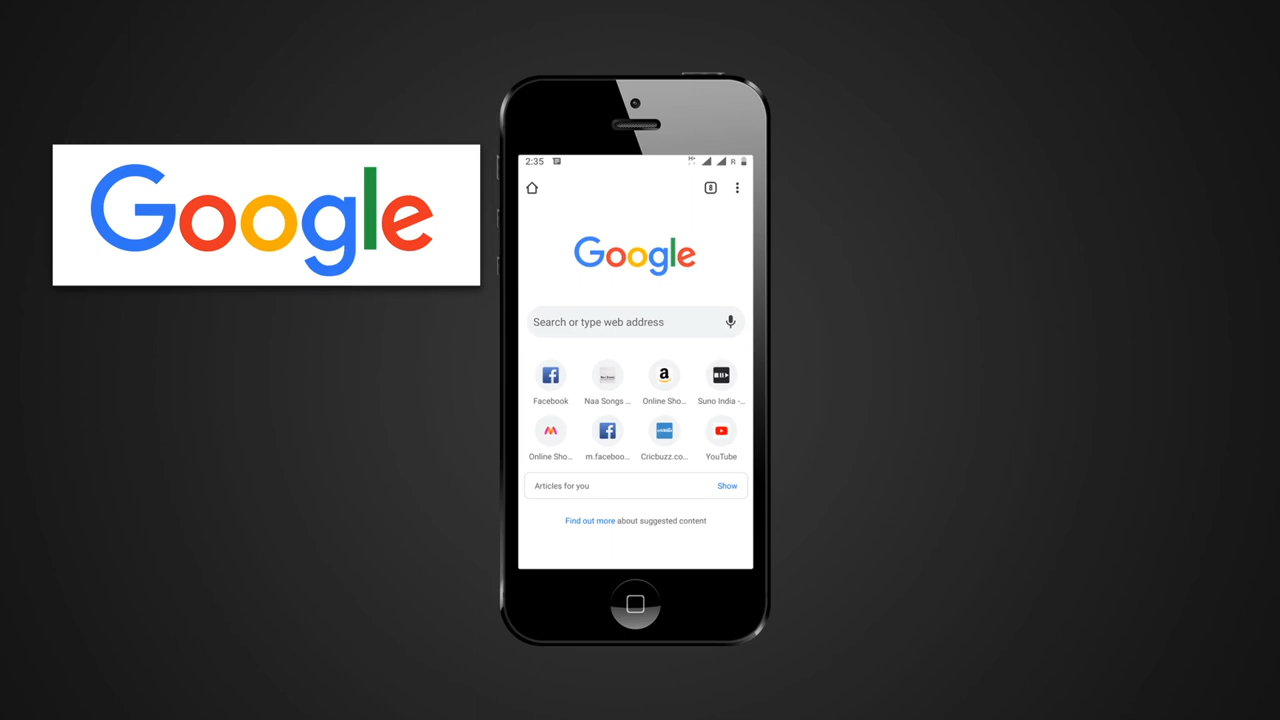 Google
2:35 H+ R
8
Google
Search or type web address
a
Facebook Naa Songs ... Online Sho... Suno India -...
Online Sho... m.faceboo... Cricbuzz.co... YouTube
Articles for you Show
Find out more about suggested content